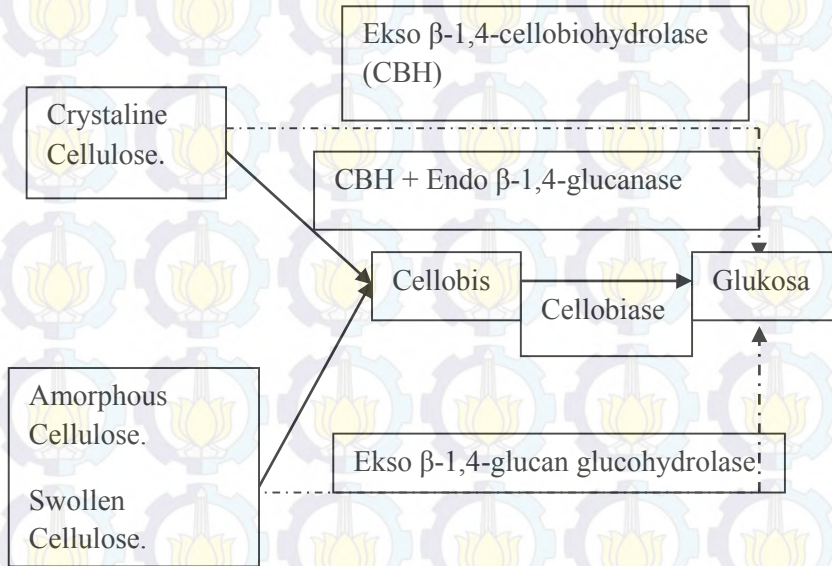 Ekso β-1,4-cellobiohydrolase
(CBH)
Crystaline
Cellulose.
CBH + Endo β-1,4-glucanase
Cellobis
Glukosa
Cellobiase
Amorphous
Cellulose.
Swollen
Cellulose.
Ekso β-1,4-glucan glucohydrolase